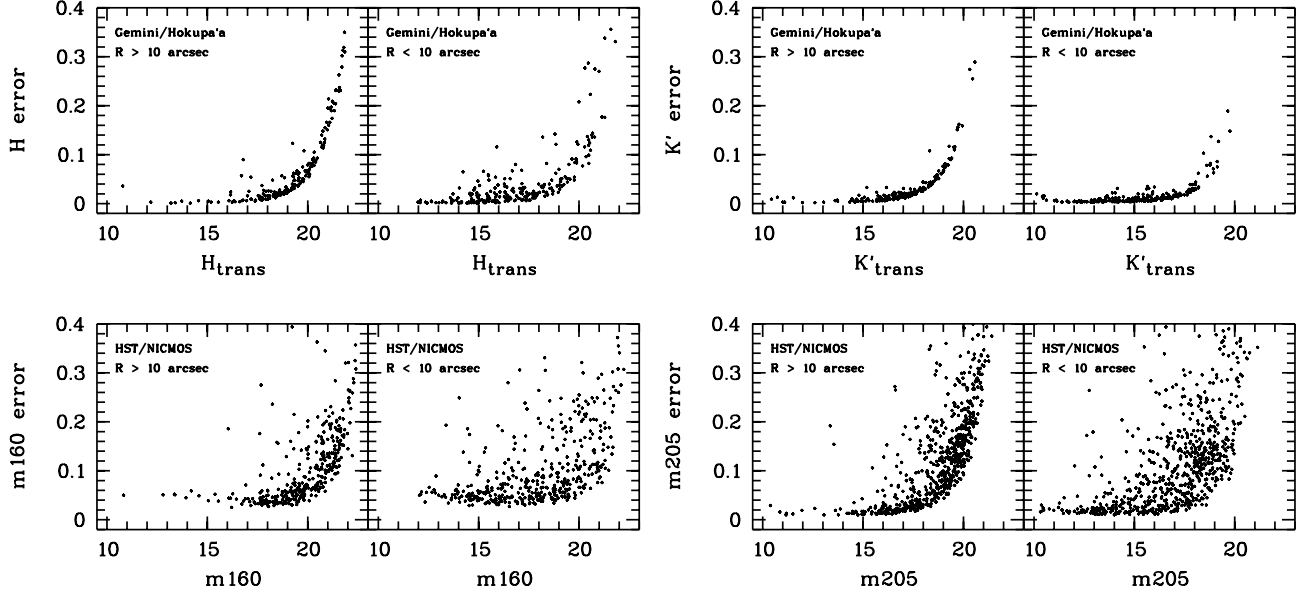 0.4
0.3
0.2
0.1
0
H error
Gemini/Hokupa'a
R > 10 arcsec
Gemini/Hokupa'a
R < 10 arcsec
10 15 20 10 15 20
H_trans H_trans
0.4
0.3
0.2
0.1
0
K' error
Gemini/Hokupa'a
R > 10 arcsec
Gemini/Hokupa'a
R < 10 arcsec
10 15 20 10 15 20
K'_trans K'_trans
0.4
0.3
0.2
0.1
0
m160 error
HST/NICMOS
R > 10 arcsec
HST/NICMOS
R < 10 arcsec
10 15 20 10 15 20
m160 m160
0.4
0.3
0.2
0.1
0
m205 error
HST/NICMOS
R > 10 arcsec
HST/NICMOS
R < 10 arcsec
10 15 20 10 15 20
m205 m205